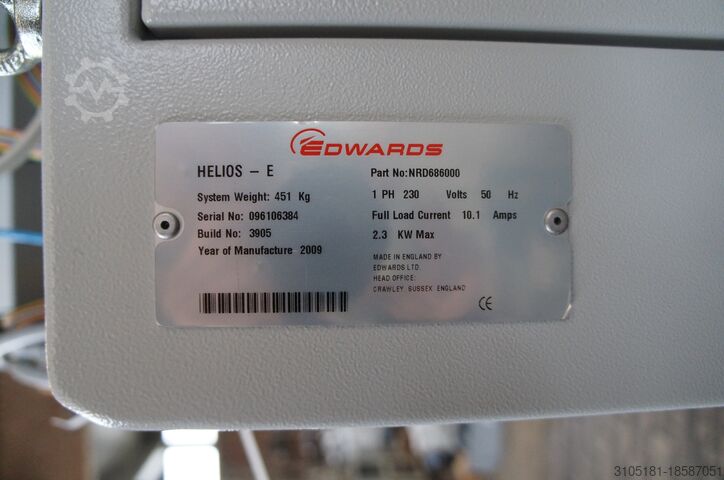 EDWARDS
HELIOS – E
System Weight: 451 Kg
Serial No: 096106384
Build No: 3905
Year of Manufacture 2009
Part No:NRD686000
1 PH 230 Volts 50 Hz
Full Load Current 10.1 Amps
2.3 KW Max
MADE IN ENGLAND BY
EDWARDS LTD.
HEAD OFFICE:
CRAWLEY SUSSEX ENGLAND
CE
3105181-18587051